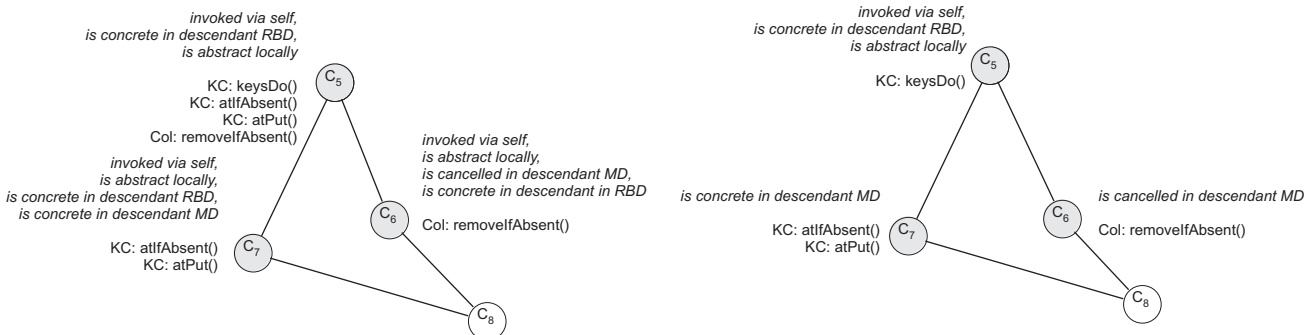 invoked via self,
is concrete in descendant RBD,
is abstract locally
C5
KC: keysDo()
KC: atIfAbsent()
KC: atPut()
Col: removeIfAbsent()
invoked via self,
is abstract locally,
is cancelled in descendant MD,
is concrete in descendant in RBD
C6
Col: removeIfAbsent()
invoked via self,
is abstract locally,
is concrete in descendant RBD,
is concrete in descendant MD
C7
KC: atIfAbsent()
KC: atPut()
C8
invoked via self,
is concrete in descendant RBD,
is abstract locally
C5
KC: keysDo()
is concrete in descendant MD
C7
KC: atIfAbsent()
KC: atPut()
is cancelled in descendant MD
C6
Col: removeIfAbsent()
C8